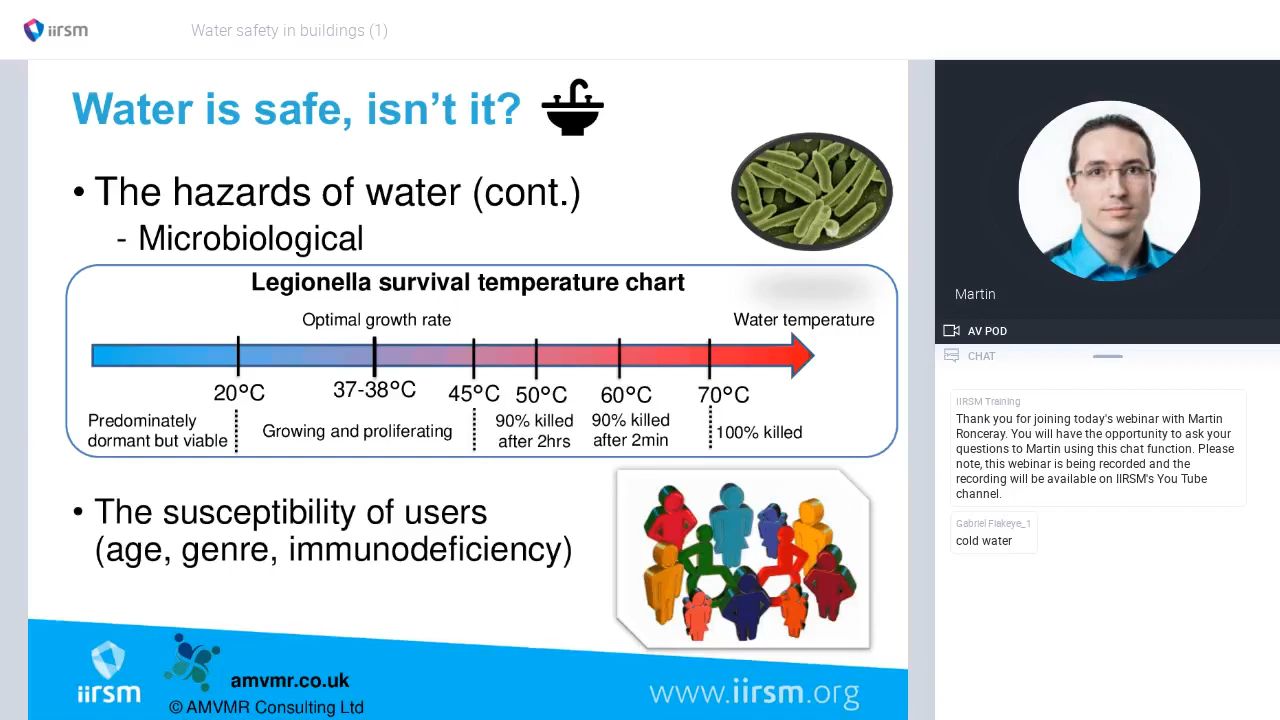 iirsm
Water safety in buildings (1)
Water is safe, isn’t it?
• The hazards of water (cont.)
- Microbiological
Legionella survival temperature chart
Optimal growth rate
Water temperature
20°C
37-38°C
45°C
50°C
60°C
70°C
Predominately
dormant but viable
Growing and proliferating
90% killed
after 2hrs
90% killed
after 2min
100% killed
• The susceptibility of users
(age, genre, immunodeficiency)
iirsm
amvmr.co.uk
© AMVMR Consulting Ltd
www.iirsm.org
Martin
AV POD
CHAT
IIRSM Training
Thank you for joining today's webinar with Martin
Ronceray. You will have the opportunity to ask your
questions to Martin using this chat function. Please
note, this webinar is being recorded and the
recording will be available on IIRSM's You Tube
channel.
Gabriel Fiakeye_1
cold water